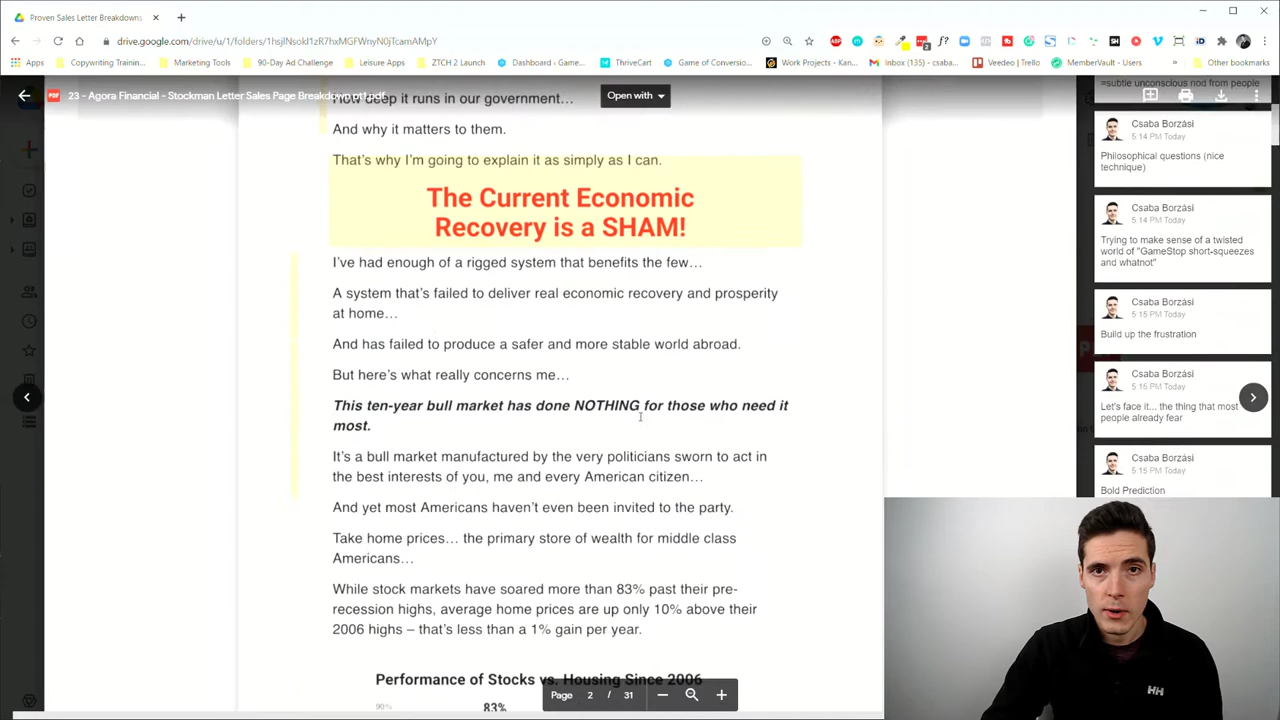 Proven Sales Letter Breakdowns
drive.google.com/drive/u/1/folders/1hsjlNsokl1zR7hxMGFWnyN0jTcamAMpY
Apps
Copywriting Training...
Marketing Tools
90-Day Ad Challenge
Leisure Apps
ZTCH 2 Launch
Dashboard ‹ Game...
ThriveCart
Game of Conversio...
Work Projects - Kan...
Inbox (135) - csaba...
Veedeo | Trello
MemberVault - Users
Other bookmarks
23 - Agora Financial - Stockman Letter Sales Page Breakdown pt1.pdf
Open with
How deep it runs in our government…
And why it matters to them.
That’s why I’m going to explain it as simply as I can.
The Current Economic
Recovery is a SHAM!
I’ve had enough of a rigged system that benefits the few…
A system that’s failed to deliver real economic recovery and prosperity
at home…
And has failed to produce a safer and more stable world abroad.
But here’s what really concerns me…
This ten-year bull market has done NOTHING for those who need it
most.
It’s a bull market manufactured by the very politicians sworn to act in
the best interests of you, me and every American citizen…
And yet most Americans haven’t even been invited to the party.
Take home prices… the primary store of wealth for middle class
Americans…
While stock markets have soared more than 83% past their pre-
recession highs, average home prices are up only 10% above their
2006 highs – that’s less than a 1% gain per year.
Performance of Stocks vs. Housing Since 2006
90%
83%
Page 2 / 31
=subtle unconscious nod from people
Csaba Borzási
5:14 PM Today
Philosophical questions (nice
technique)
Csaba Borzási
5:14 PM Today
Trying to make sense of a twisted
world of "GameStop short-squeezes
and whatnot"
Csaba Borzási
5:15 PM Today
Build up the frustration
Csaba Borzási
5:15 PM Today
Let's face it... the thing that most
people already fear
Csaba Borzási
5:15 PM Today
Bold Prediction
HH